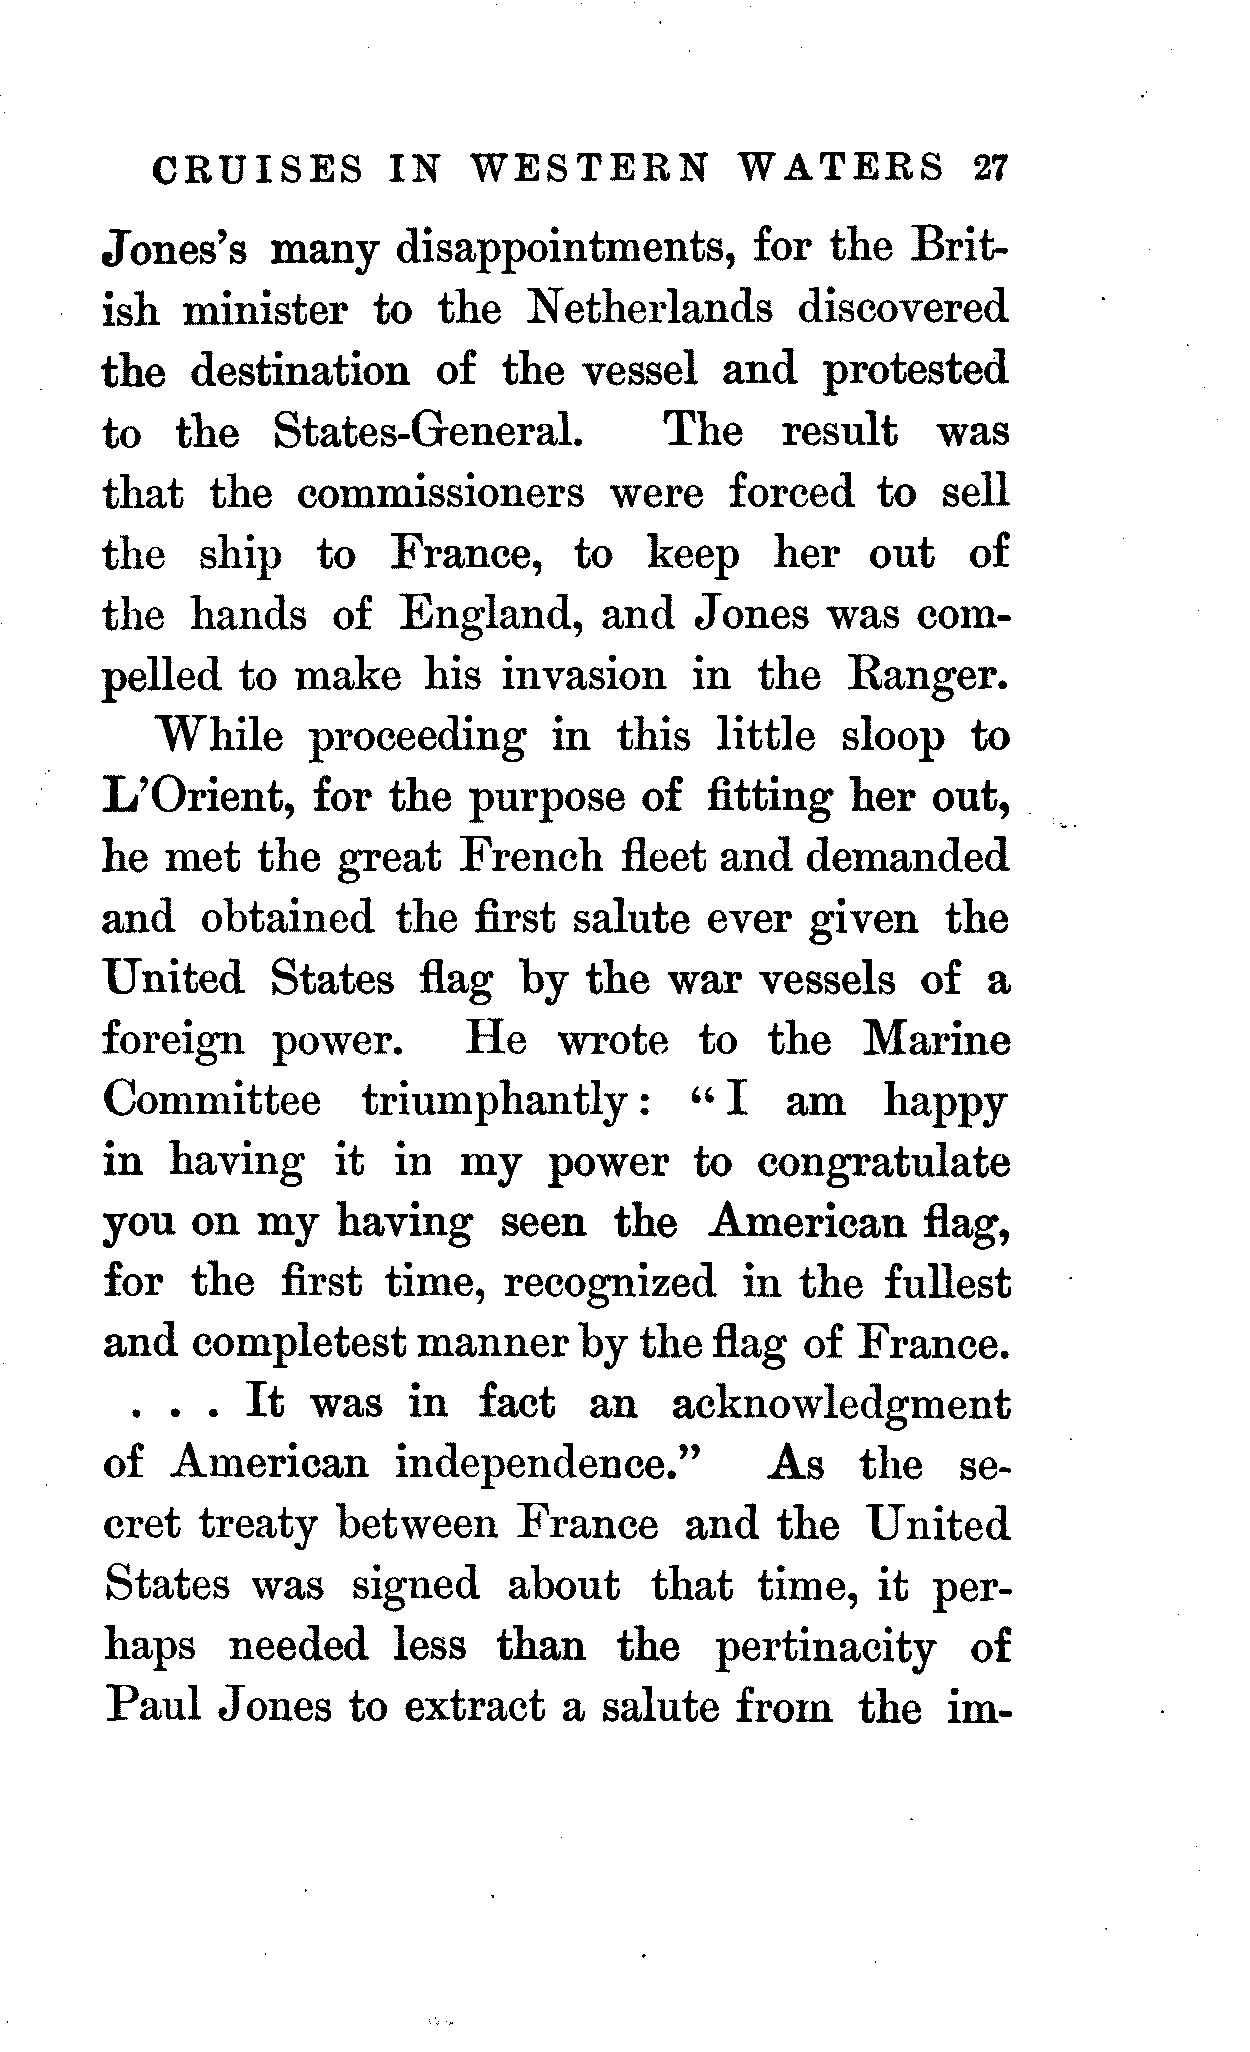 CRUISES IN WESTERN WATERS 27
Jones's many disappointments, for the Brit-
ish minister to the Netherlands discovered
the destination of the vessel and protested
to the States-General. The result was
that the commissioners were forced to sell
the ship to France, to keep her out of
the hands of England, and Jones was com-
pelled to make his invasion in the Ranger.
While proceeding in this little sloop to
L'Orient, for the purpose of fitting her out,
he met the great French fleet and demanded
and obtained the first salute ever given the
United States flag by the war vessels of a
foreign power. He wrote to the Marine
Committee triumphantly: "I am happy
in having it in my power to congratulate
you on my having seen the American flag,
for the first time, recognized in the fullest
and completest manner by the flag of France.
. . . It was in fact an acknowledgment
of American independence." As the se-
cret treaty between France and the United
States was signed about that time, it per-
haps needed less than the pertinacity of
Paul Jones to extract a salute from the im-